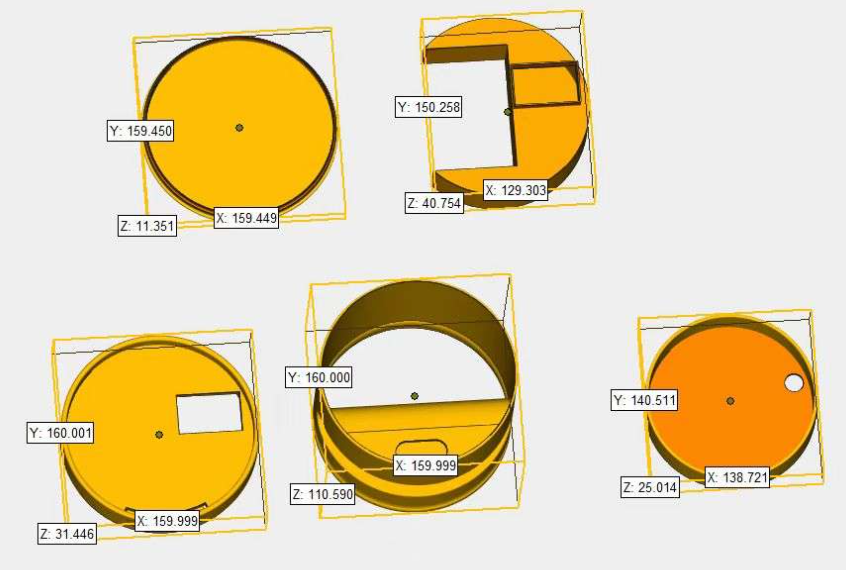 Y: 159.450
Z: 11.351
X: 159.449
Y: 150.258
Z: 40.754
X: 129.303
Y: 160.001
Z: 31.446
X: 159.999
Y: 160.000
Z: 110.590
X: 159.999
Y: 140.511
Z: 25.014
X: 138.721